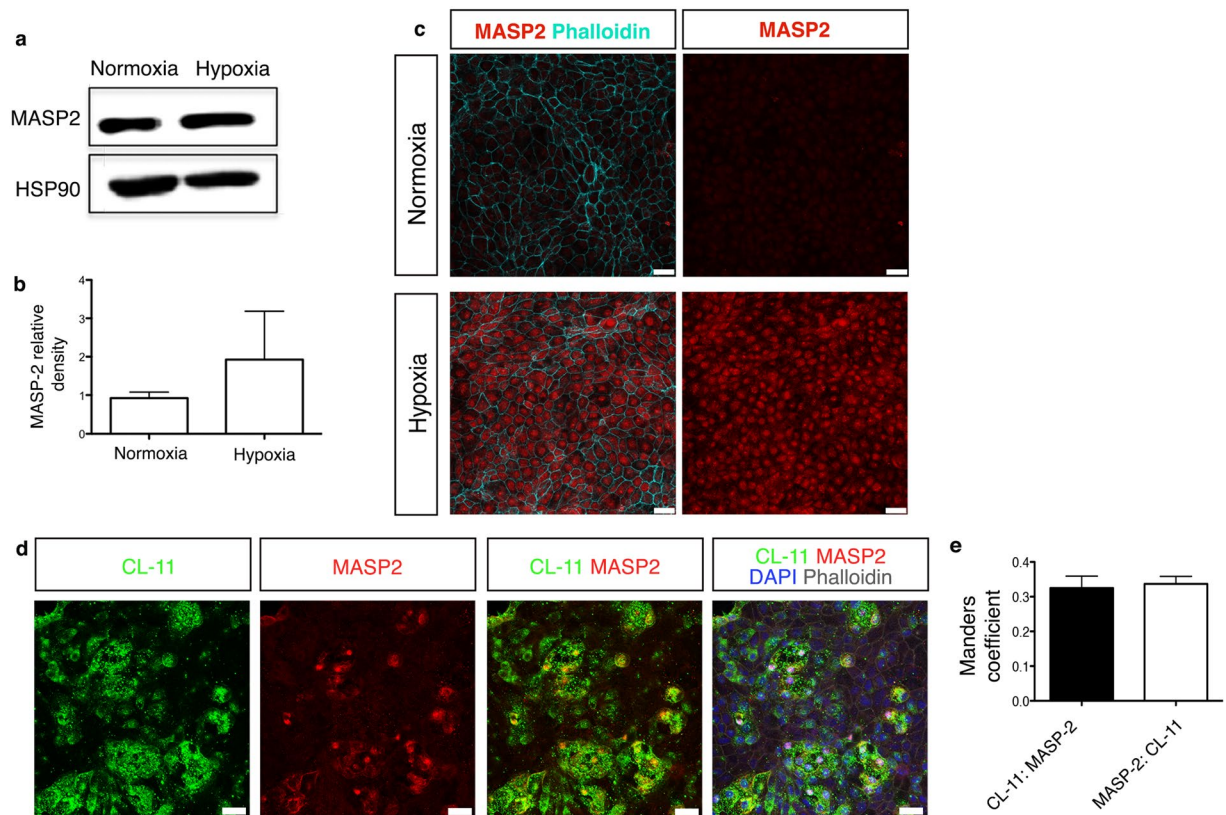 a
Normoxia Hypoxia
MASP2
HSP90
b
MASP-2 relative
density
4
3
2
1
0
Normoxia
Hypoxia
c
MASP2 Phalloidin
MASP2
Normoxia
Hypoxia
d
CL-11
MASP2
CL-11 MASP2
CL-11 MASP2
DAPI Phalloidin
e
Manders
coefficient
0.4
0.3
0.2
0.1
0.0
CL-11: MASP-2
MASP-2: CL-11